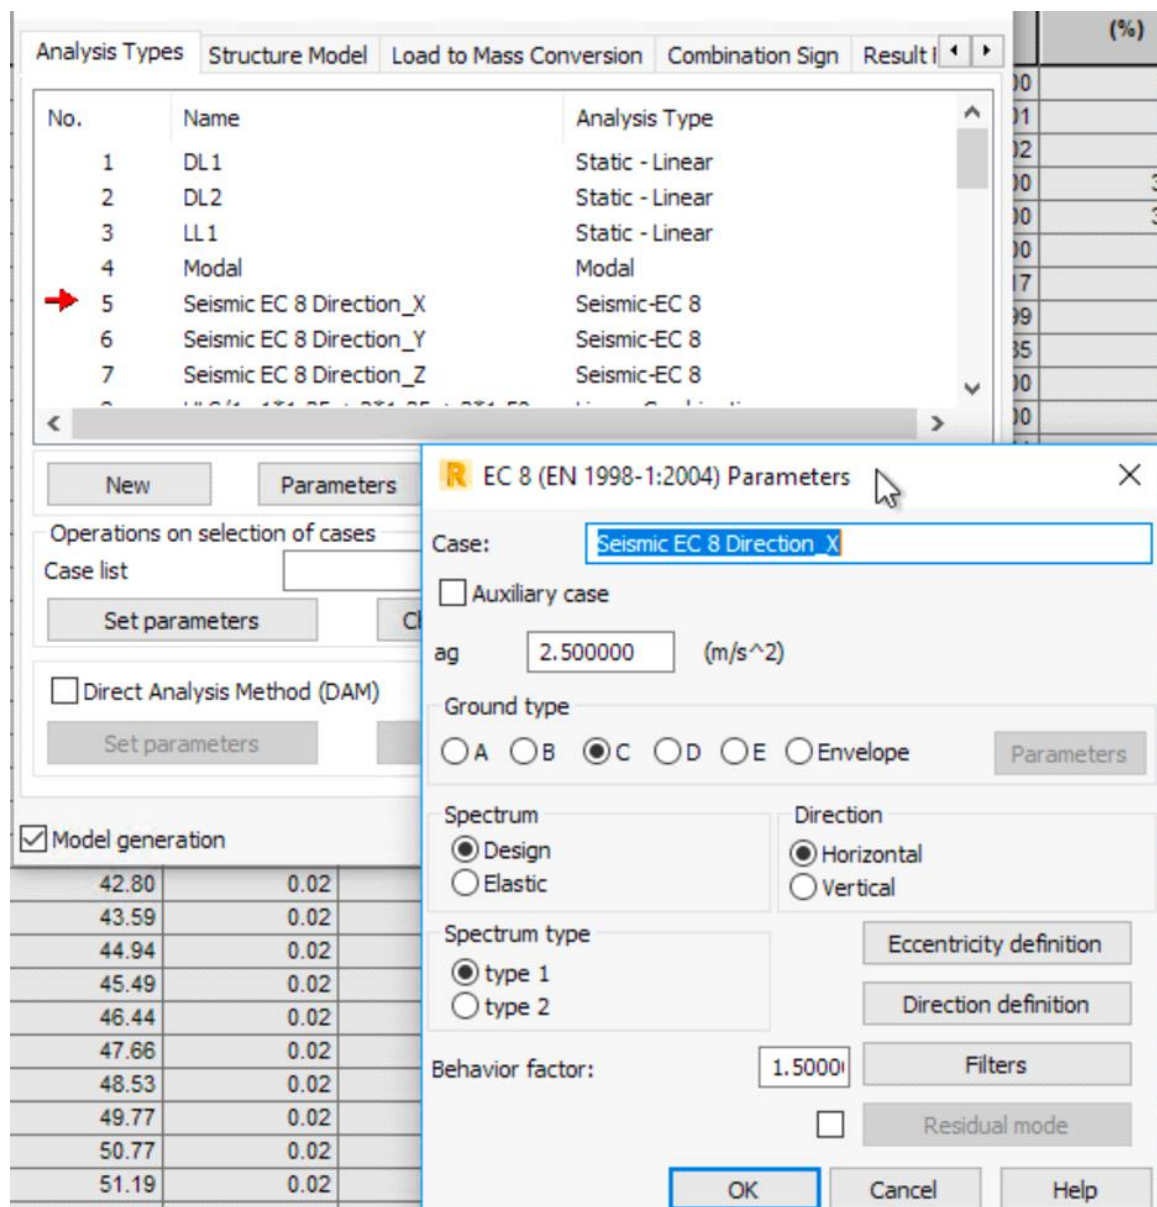 (%)
Analysis Types Structure Model Load to Mass Conversion Combination Sign Result
No. Name Analysis Type
1 DL1 Static - Linear
2 DL2 Static - Linear
3 LL1 Static - Linear
4 Modal Modal
5 Seismic EC 8 Direction_X Seismic-EC 8
6 Seismic EC 8 Direction_Y Seismic-EC 8
7 Seismic EC 8 Direction_Z Seismic-EC 8
New Parameters
Operations on selection of cases
Case list
Set parameters
Direct Analysis Method (DAM)
Set parameters
Model generation
42.80 0.02
43.59 0.02
44.94 0.02
45.49 0.02
46.44 0.02
47.66 0.02
48.53 0.02
49.77 0.02
50.77 0.02
51.19 0.02
R EC 8 (EN 1998-1:2004) Parameters
Case: Seismic EC 8 Direction_X
Auxiliary case
ag 2.500000 (m/s^2)
Ground type
A B C D E Envelope Parameters
Spectrum
Design
Elastic
Direction
Horizontal
Vertical
Spectrum type
type 1
type 2
Eccentricity definition
Direction definition
Behavior factor: 1.5000
Filters
Residual mode
OK Cancel Help